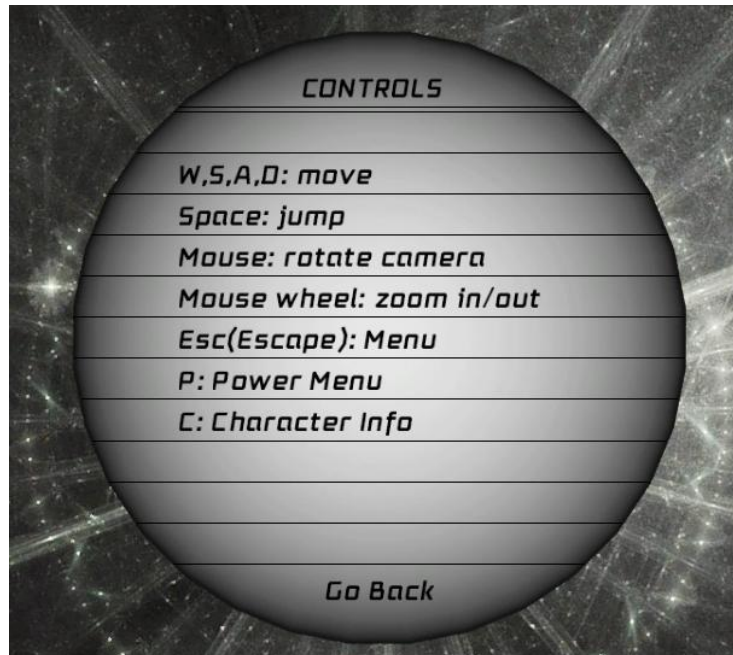 CONTROLS
W,S,A,D: move
Space: jump
Mouse: rotate camera
Mouse wheel: zoom in/out
Esc(Escape): Menu
P: Power Menu
C: Character Info
Go Back